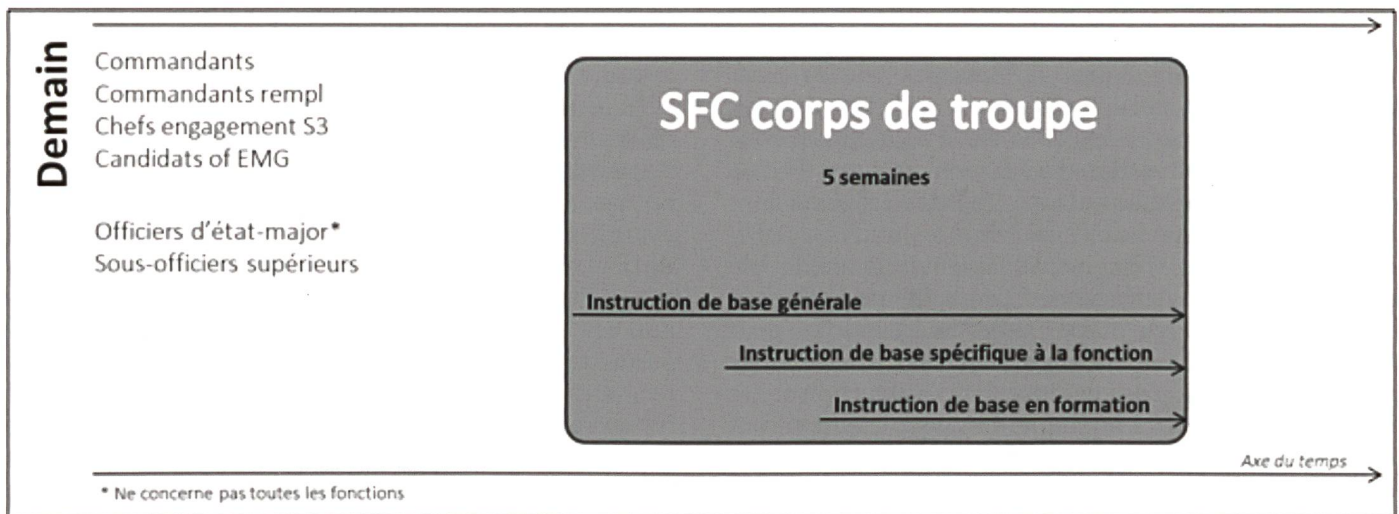 Demain
Commandants
Commandants rempl
Chefs engagement S3
Candidats of EMG
Officiers d'état-major*
Sous-officiers supérieurs
SFC corps de troupe
5 semaines
Instruction de base générale
Instruction de base spécifique à la fonction
Instruction de base en formation
Axe du temps
* Ne concerne pas toutes les fonctions